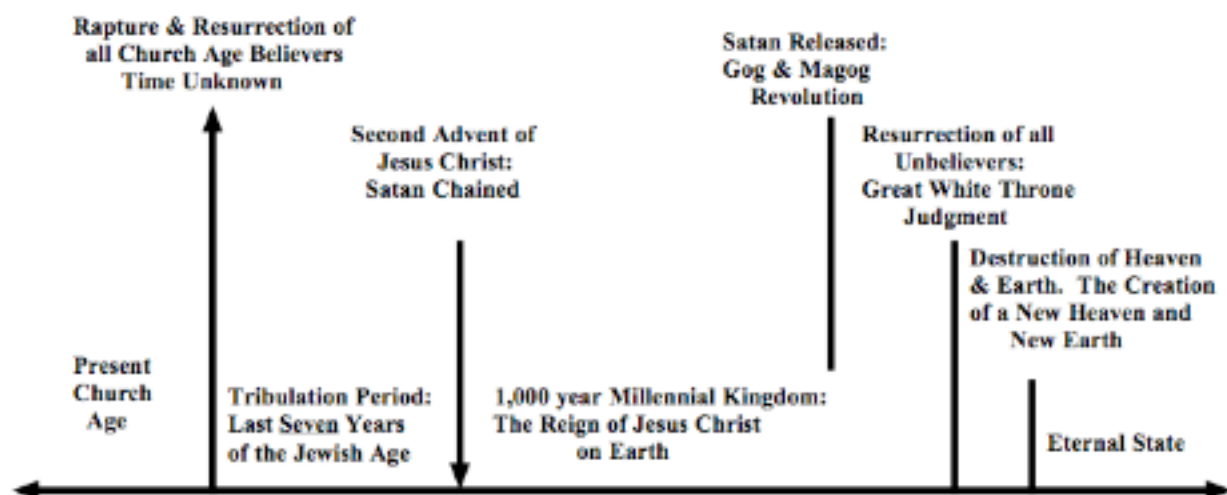 Rapture & Resurrection of
all Church Age Believers
Time Unknown
Second Advent of
Jesus Christ:
Satan Chained
Satan Released:
Gog & Magog
Revolution
Resurrection of all
Unbelievers:
Great White Throne
Judgment
Destruction of Heaven
& Earth. The Creation
of a New Heaven and
New Earth
Present
Church
Age
Tribulation Period:
Last Seven Years
of the Jewish Age
1,000 year Millennial Kingdom:
The Reign of Jesus Christ
on Earth
Eternal State